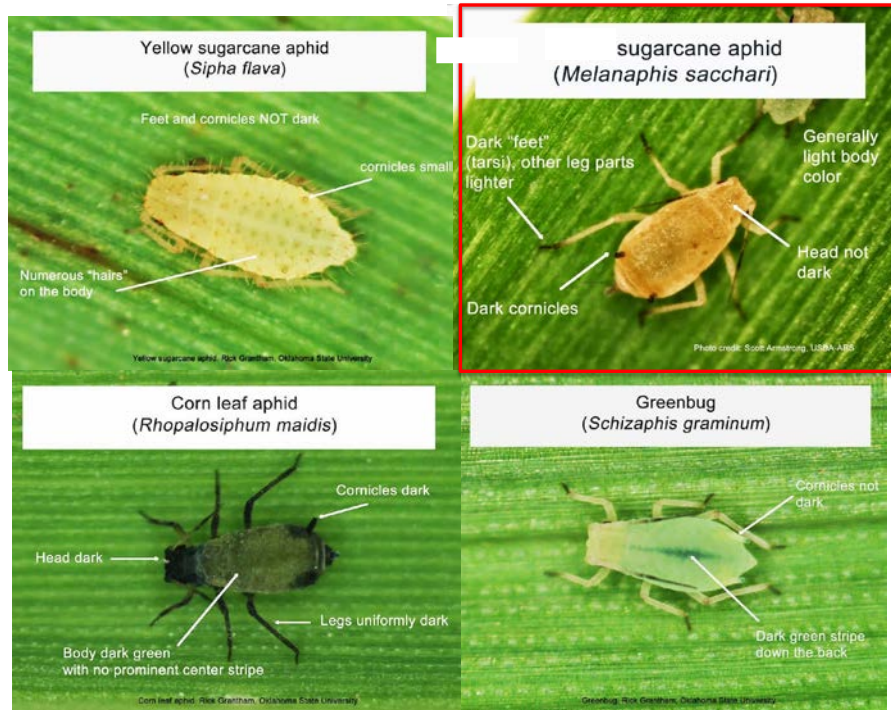 Yellow sugarcane aphid
(Sipha flava)
Feet and cornicles NOT dark
cornicles small
Numerous "hairs"
on the body
Yellow sugarcane aphid. Rick Grantham, Oklahoma State University
sugarcane aphid
(Melanaphis sacchari)
Dark "feet"
(tarsi), other leg parts
lighter
Generally
light body
color
Head not
dark
Dark cornicles
Photo credit: Scott Armstrong, USDA-ARS
Corn leaf aphid
(Rhopalosiphum maidis)
Cornicles dark
Head dark
Legs uniformly dark
Body dark green
with no prominent center stripe
Corn leaf aphid. Rick Grantham, Oklahoma State University
Greenbug
(Schizaphis graminum)
Cornicles not
dark
Dark green stripe
down the back
Greenbug. Rick Grantham, Oklahoma State University